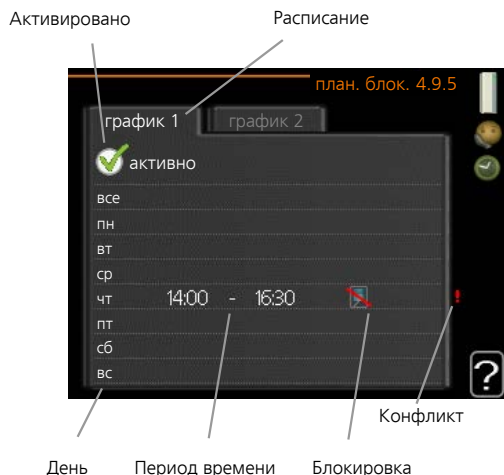 Активировано
Расписание
план. блок. 4.9.5
график 1
график 2
активно
все
пн
вт
ср
чт 14:00 - 16:30 !
пт
сб
вс
?
Конфликт
День
Период времени
Блокировка